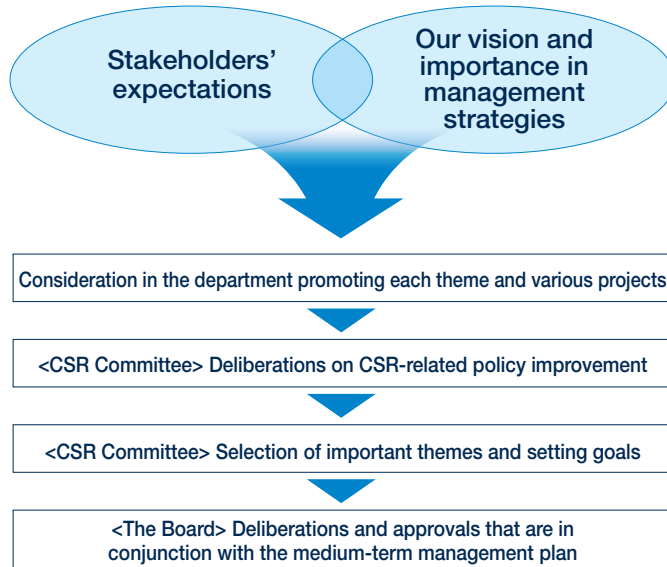 Stakeholders'
expectations
Our vision and
importance in
management
strategies
Consideration in the department promoting each theme and various projects
<CSR Committee> Deliberations on CSR-related policy improvement
<CSR Committee> Selection of important themes and setting goals
<The Board> Deliberations and approvals that are in
conjunction with the medium-term management plan